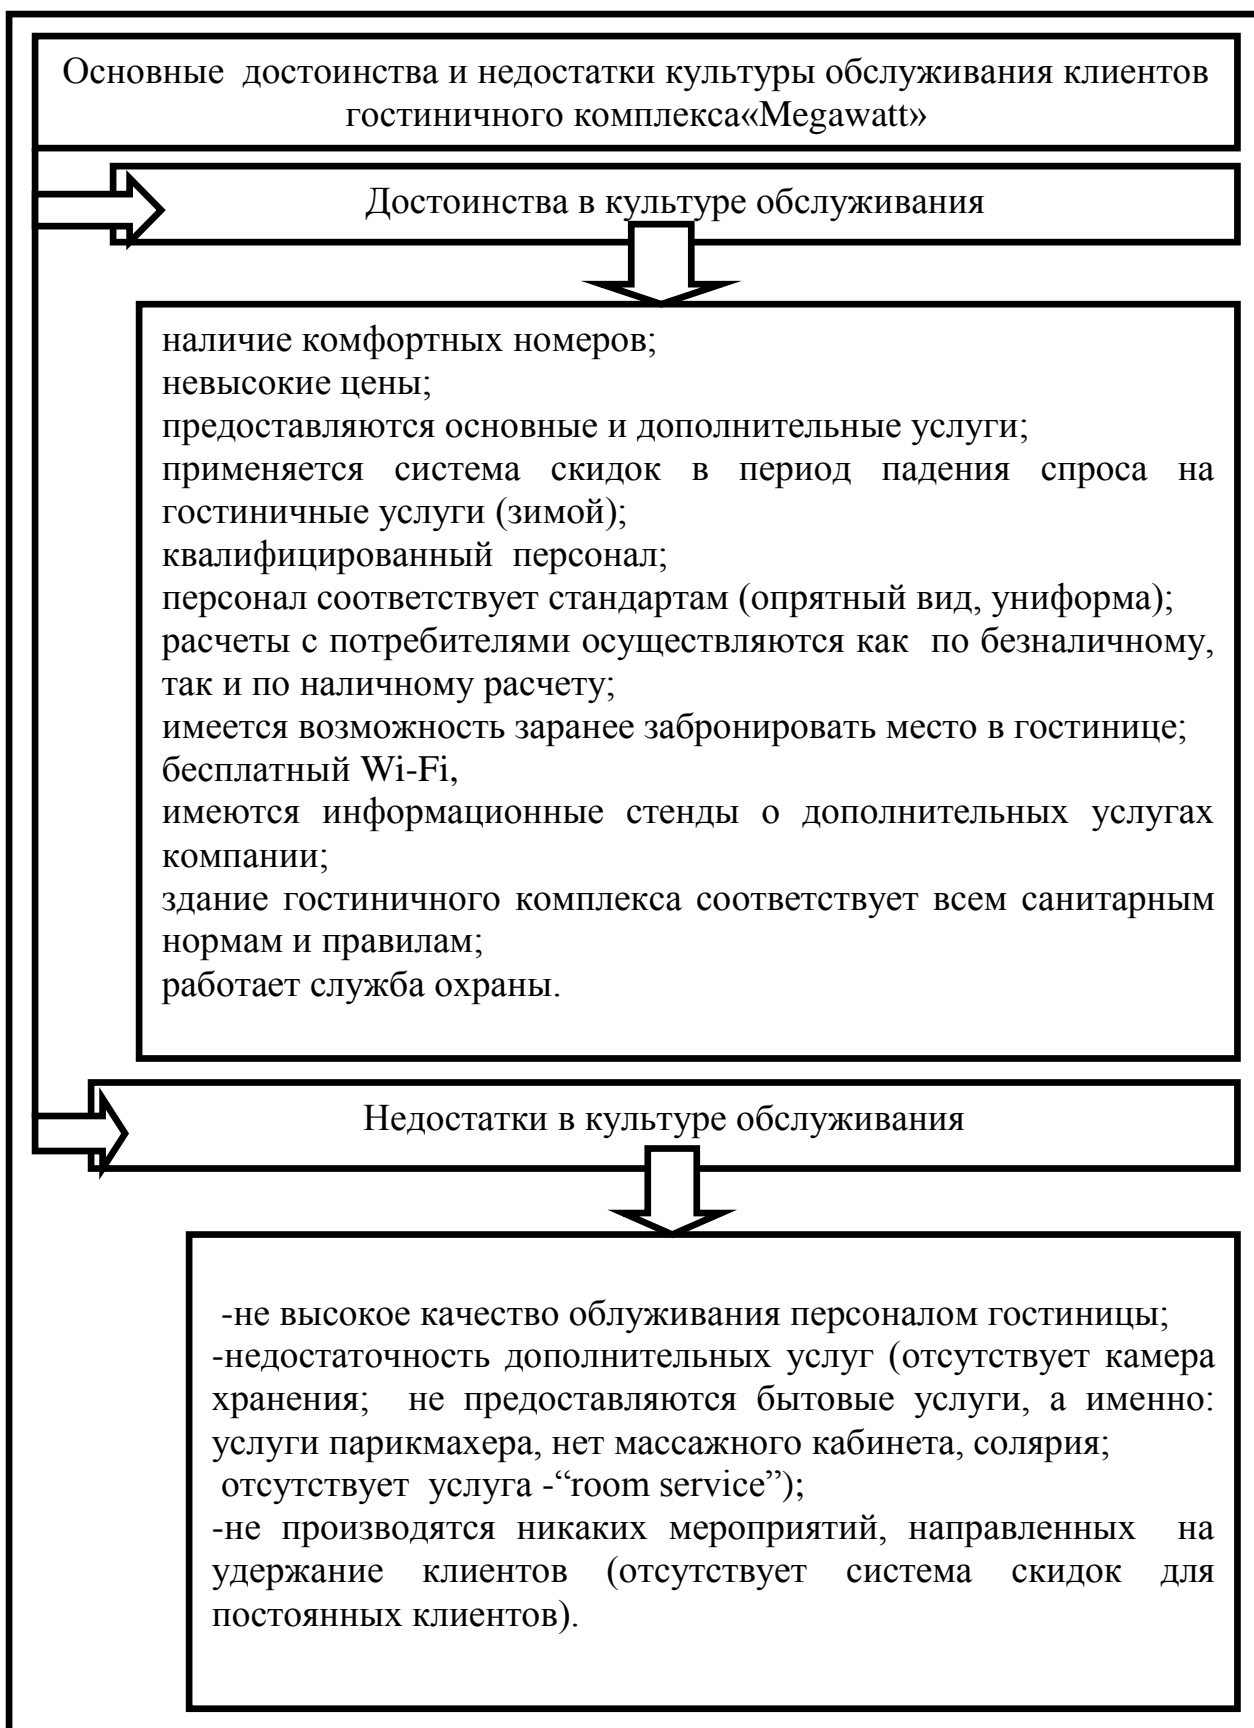 Основные достоинства и недостатки культуры обслуживания клиентов
гостиничного комплекса«Megawatt»
Достоинства в культуре обслуживания
наличие комфортных номеров;
невысокие цены;
предоставляются основные и дополнительные услуги;
применяется система скидок в период падения спроса на
гостиничные услуги (зимой);
квалифицированный персонал;
персонал соответствует стандартам (опрятный вид, униформа);
расчеты с потребителями осуществляются как по безналичному,
так и по наличному расчету;
имеется возможность заранее забронировать место в гостинице;
бесплатный Wi-Fi,
имеются информационные стенды о дополнительных услугах
компании;
здание гостиничного комплекса соответствует всем санитарным
нормам и правилам;
работает служба охраны.
Недостатки в культуре обслуживания
-не высокое качество облуживания персоналом гостиницы;
-недостаточность дополнительных услуг (отсутствует камера
хранения; не предоставляются бытовые услуги, а именно:
услуги парикмахера, нет массажного кабинета, солярия;
отсутствует услуга -“room service”);
-не производятся никаких мероприятий, направленных на
удержание клиентов (отсутствует система скидок для
постоянных клиентов).